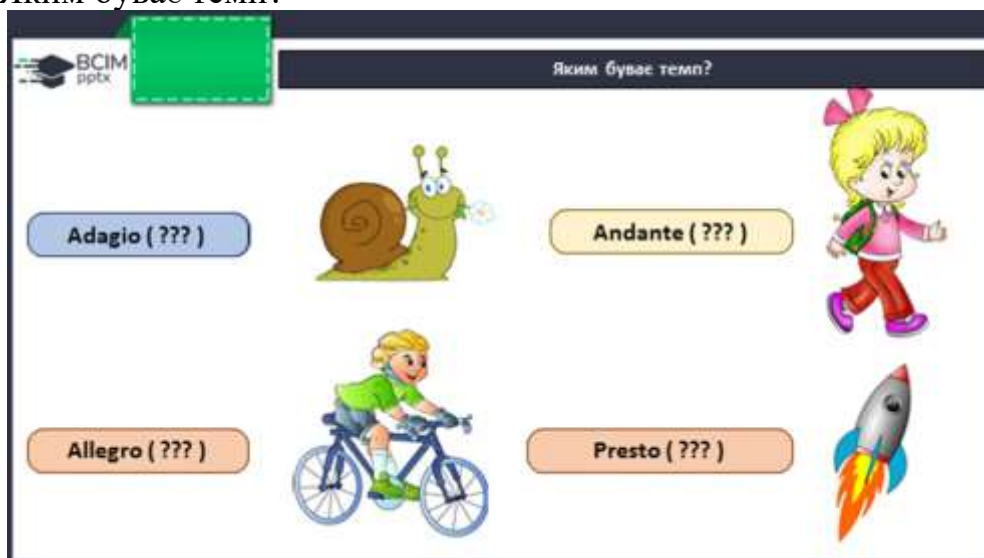 Яким буває темп?
ВСІМ
pptx
Яким буває темп?
Adagio ( ??? )
Andante ( ??? )
Allegro ( ??? )
Presto ( ??? )